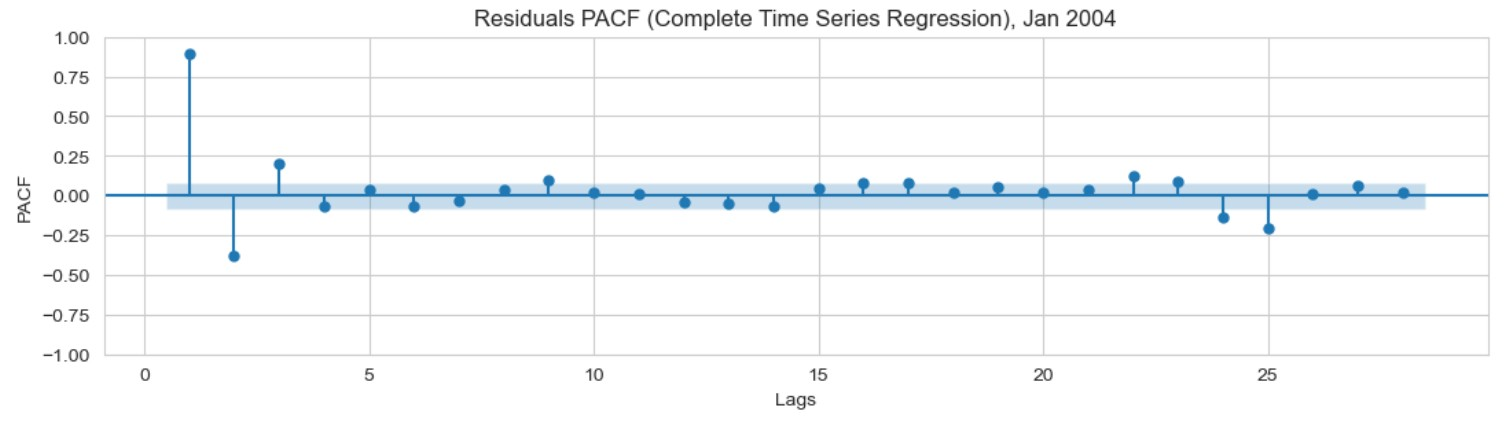 Residuals PACF (Complete Time Series Regression), Jan 2004
1.00
0.75
0.50
0.25
0.00
−0.25
−0.50
−0.75
−1.00
PACF
0 5 10 15 20 25
Lags